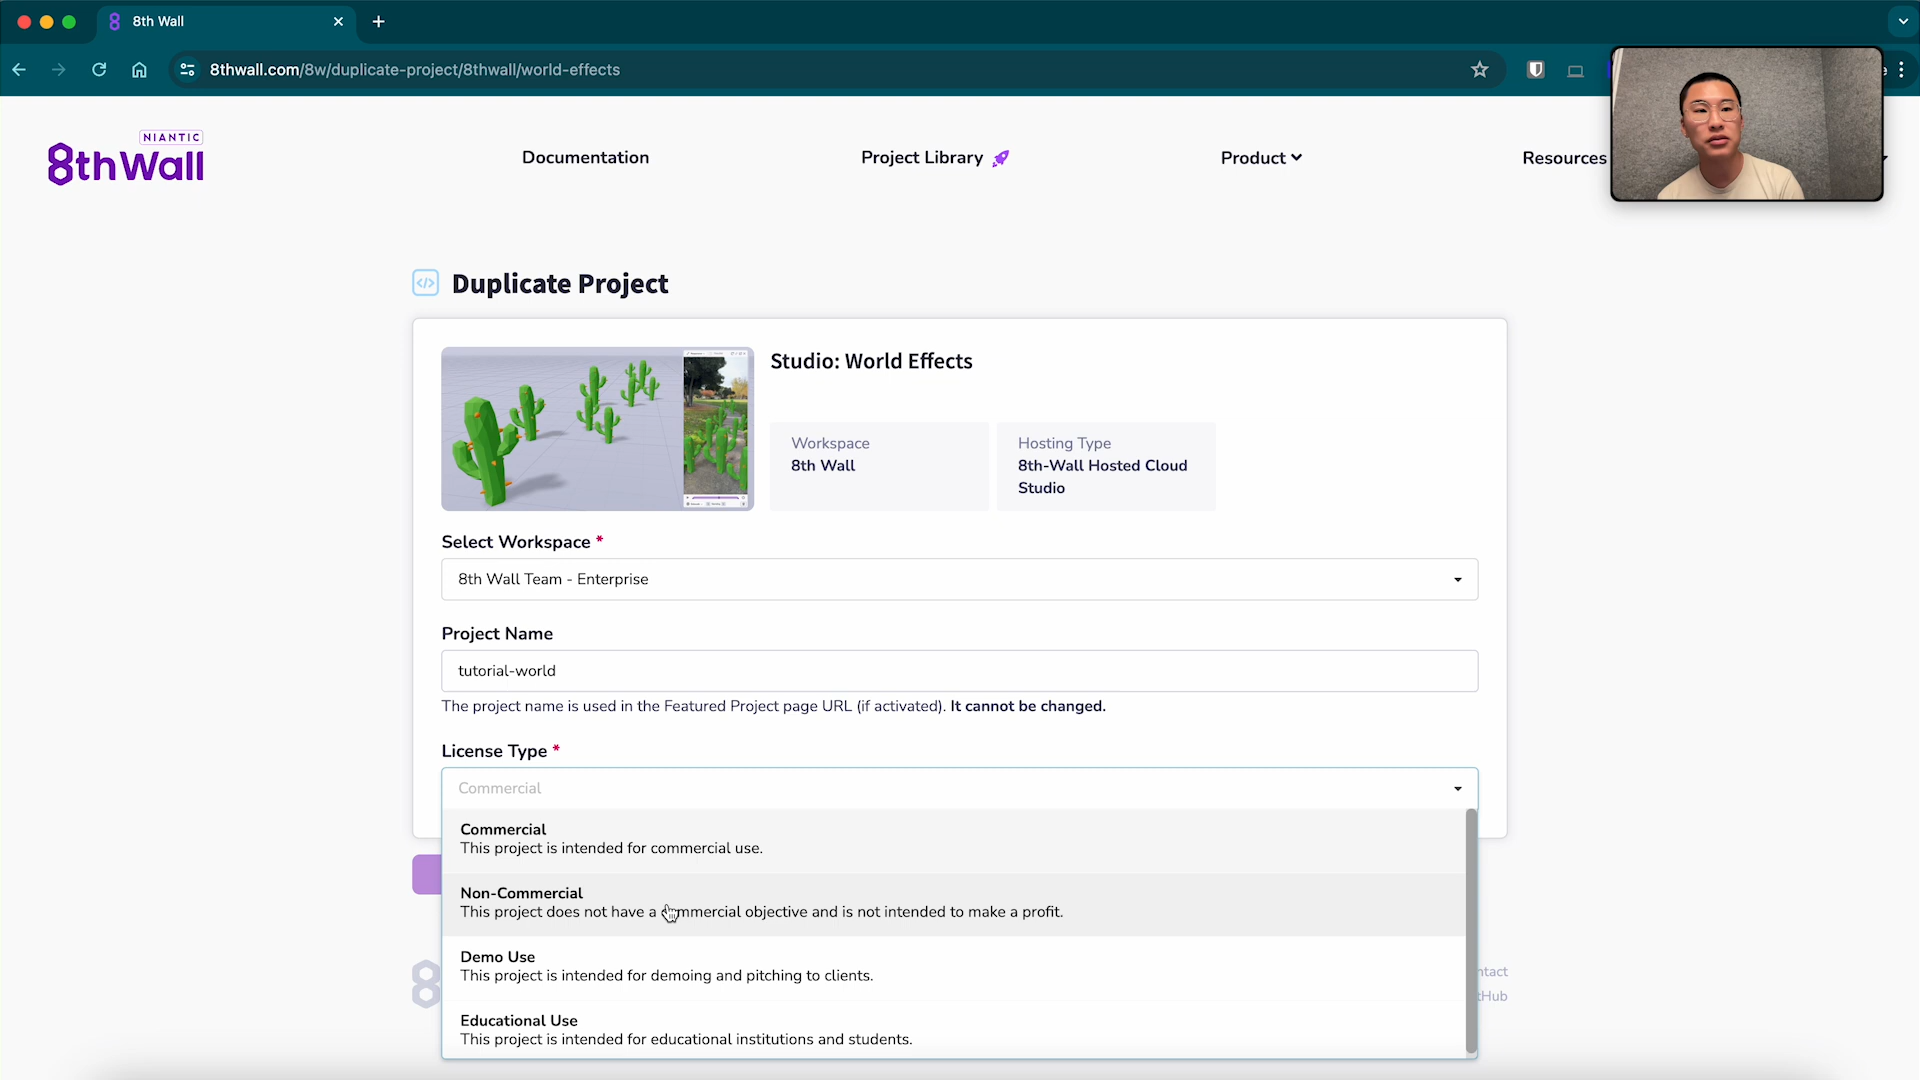 8th Wall
8thwall.com/8w/duplicate-project/8thwall/world-effects
NIANTIC
8thWall
Documentation
Project Library
Product
Resources
Duplicate Project
Studio: World Effects
Workspace
8th Wall
Hosting Type
8th-Wall Hosted Cloud
Studio
Select Workspace *
8th Wall Team - Enterprise
Project Name
tutorial-world
The project name is used in the Featured Project page URL (if activated). It cannot be changed.
License Type *
Commercial
Commercial
This project is intended for commercial use.
Non-Commercial
This project does not have a commercial objective and is not intended to make a profit.
Demo Use
This project is intended for demoing and pitching to clients.
Educational Use
This project is intended for educational institutions and students.